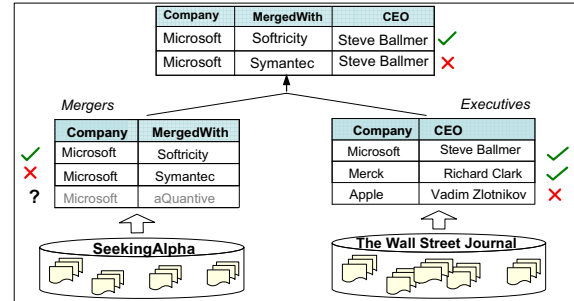 Company MergedWith CEO
Microsoft Softricity Steve Ballmer
Microsoft Symantec Steve Ballmer
Mergers
Executives
Company MergedWith
Microsoft Softricity
Microsoft Symantec
? Microsoft aQuantive
Company CEO
Microsoft Steve Ballmer
Merck Richard Clark
Apple Vadim Zlotnikov
SeekingAlpha
The Wall Street Journal